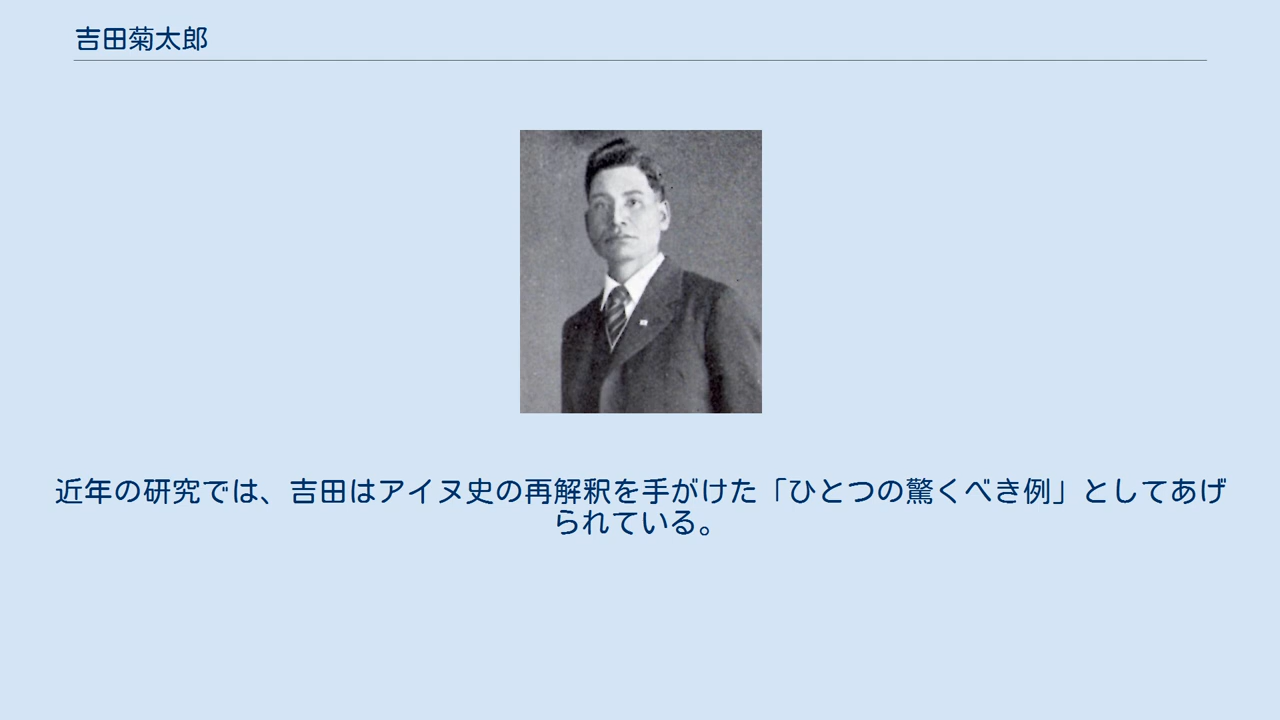 吉田菊太郎
近年の研究では、吉田はアイヌ史の再解釈を手がけた「ひとつの驚くべき例」としてあげ
られている。